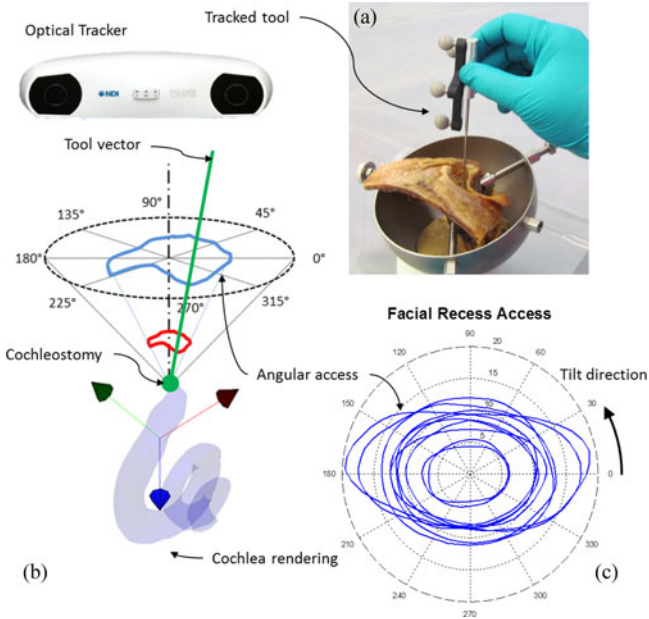 Optical Tracker
Tracked tool
(a)
NDI
Tool vector
90°
135°
45°
180°
0°
225°
315°
270°
Cochleostomy
Angular access
Cochlea rendering
(b)
Facial Recess Access
90
20
120
60
15
Tilt direction
150
10
30
5
180
0
210
330
240
300
270
(c)